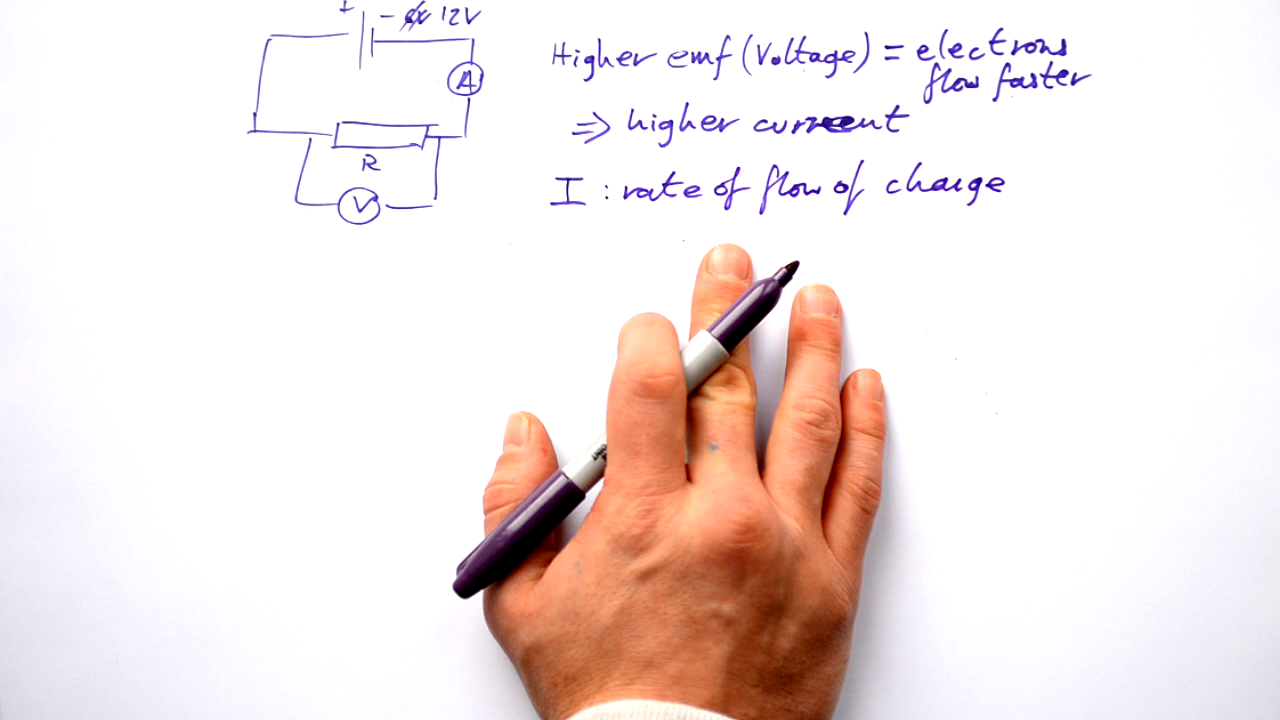 + - 12V
A
R
V
Higher emf (Voltage) = electrons
flow faster
⇒ higher current
I : rate of flow of charge